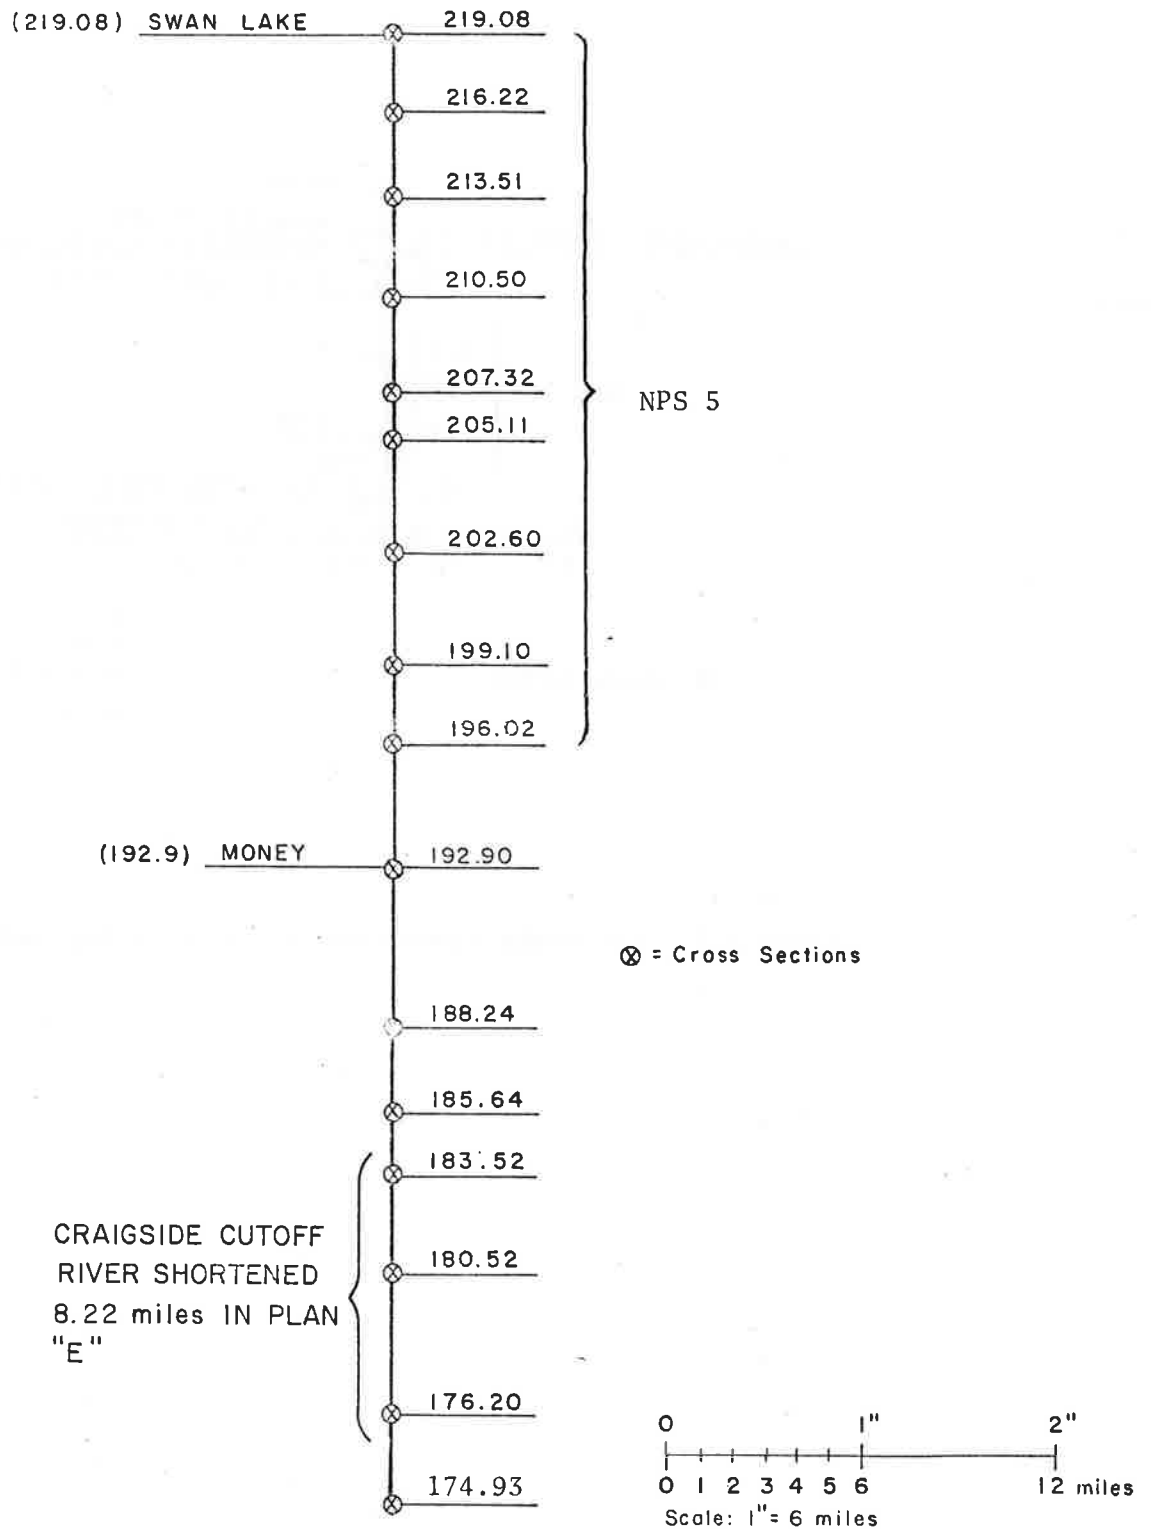 (219.08) SWAN LAKE 219.08
216.22
213.51
210.50
207.32
NPS 5
205.11
202.60
199.10
196.02
(192.9) MONEY 192.90
⊗ = Cross Sections
188.24
185.64
183.52
CRAIGSIDE CUTOFF
RIVER SHORTENED
8.22 miles IN PLAN
"E"
180.52
176.20
174.93
0 1" 2"
0 1 2 3 4 5 6 12 miles
Scale: 1"= 6 miles